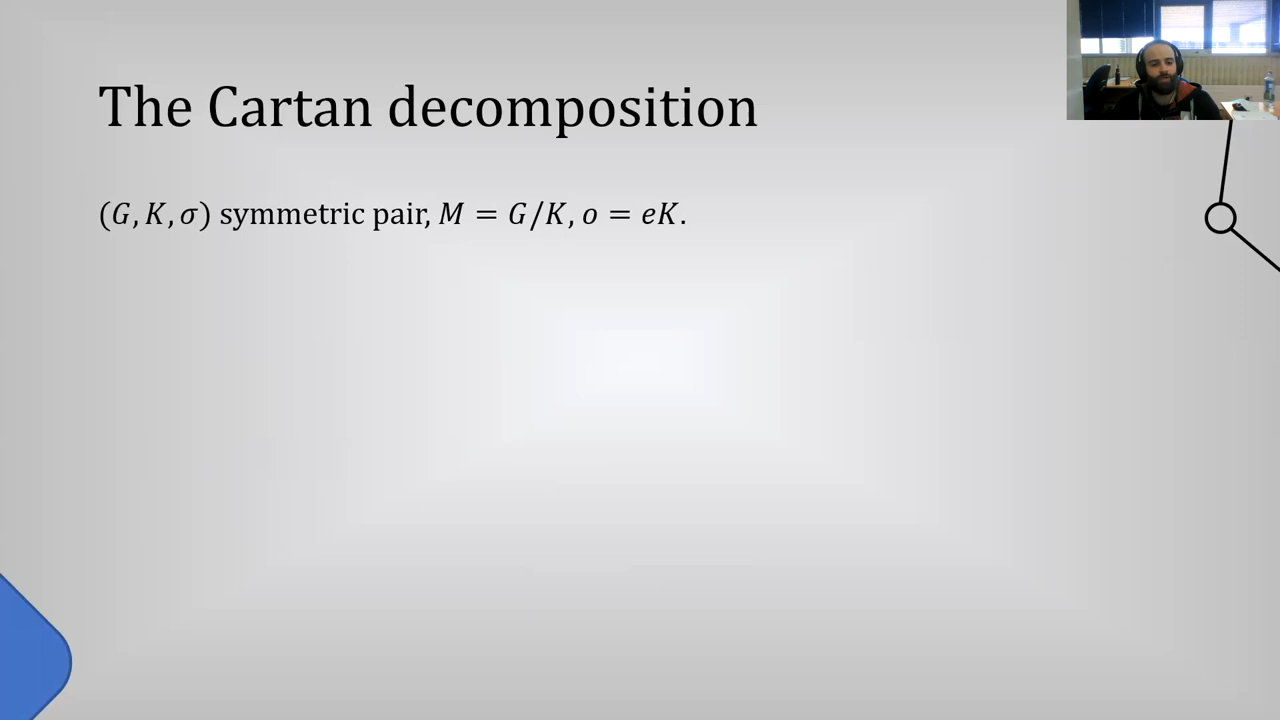 The Cartan decomposition
(G, K, σ) symmetric pair, M = G/K, o = eK.